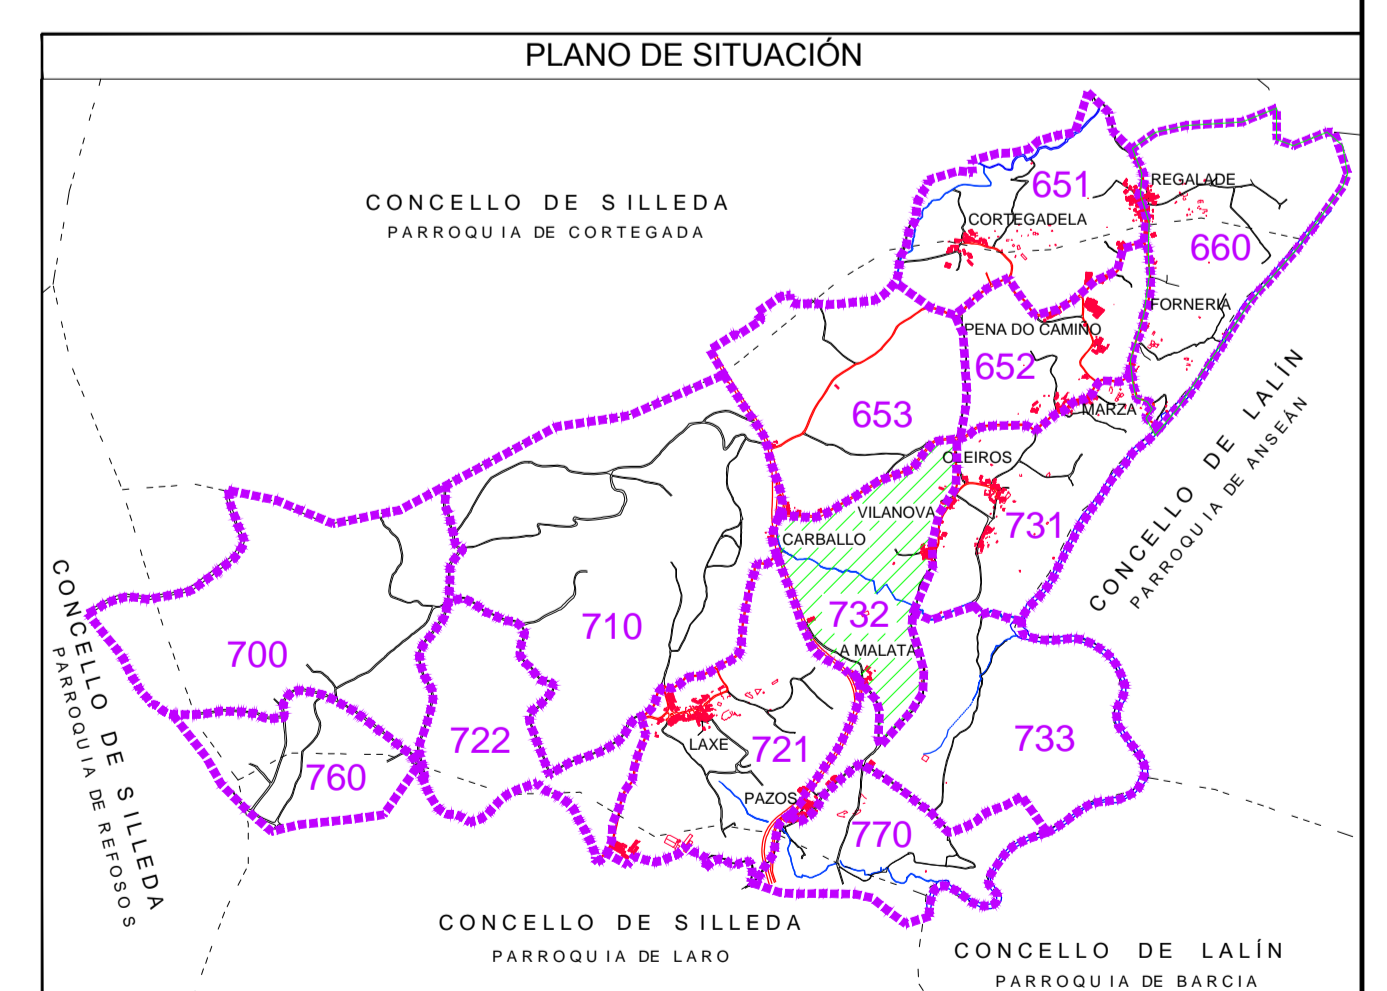 PLANO DE SITUACIÓN
CONCELLO DE SILLEDA
PARROQUIA DE CORTEGADA
651
REGALADE
CORTEGADELA
660
FORNERIA
PENA DO CAMIÑO
652
653
MARZA
OLEIROS
CONCELLO DE LALÍN
PARROQUIA DE ANSEÁN
VILANOVA
731
CARBALLO
732
710
A MALATA
700
CONCELLO DE SILLEDA
PARROQUIA DE REFOSOS
722
LAXE
721
733
760
PAZOS
770
CONCELLO DE SILLEDA
PARROQUIA DE LARO
CONCELLO DE LALÍN
PARROQUIA DE BARCIA